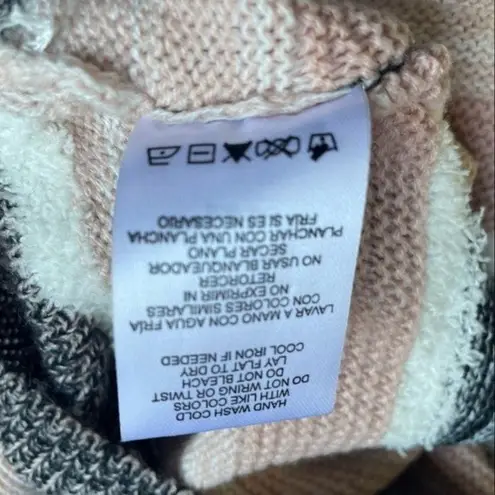 HAND WASH COLD
WITH LIKE COLORS
DO NOT WRING OR TWIST
DO NOT BLEACH
LAY FLAT TO DRY
COOL IRON IF NEEDED
LAVAR A MANO CON AGUA FRÍA
CON COLORES SIMILARES
NO EXPRIMIR NI
RETORCER
NO USAR BLANQUEADOR
SECAR PLANO
PLANCHAR CON UNA PLANCHA
FRÍA SI ES NECESARIO